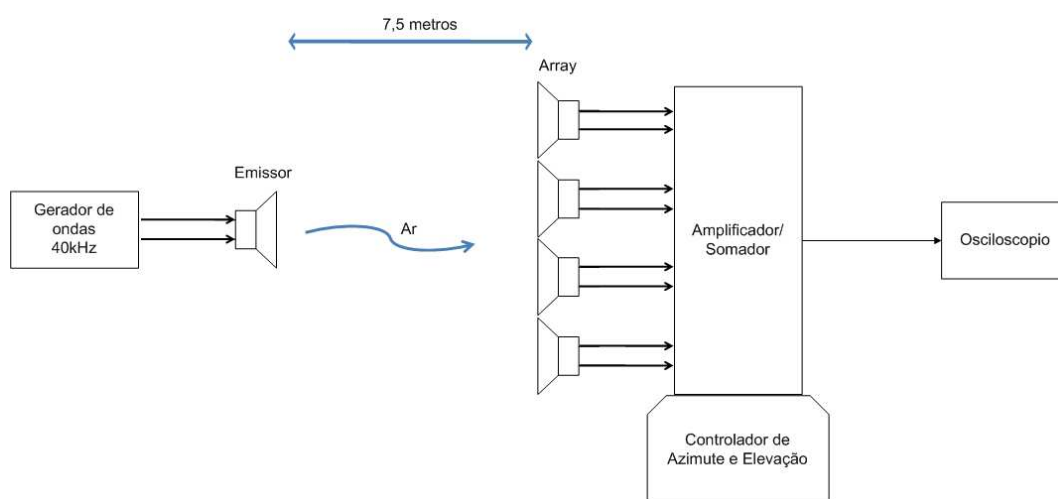 7,5 metros
Array
Emissor
Gerador de
ondas
40kHz
Ar
Amplificador/
Somador
Osciloscopio
Controlador de
Azimute e Elevação